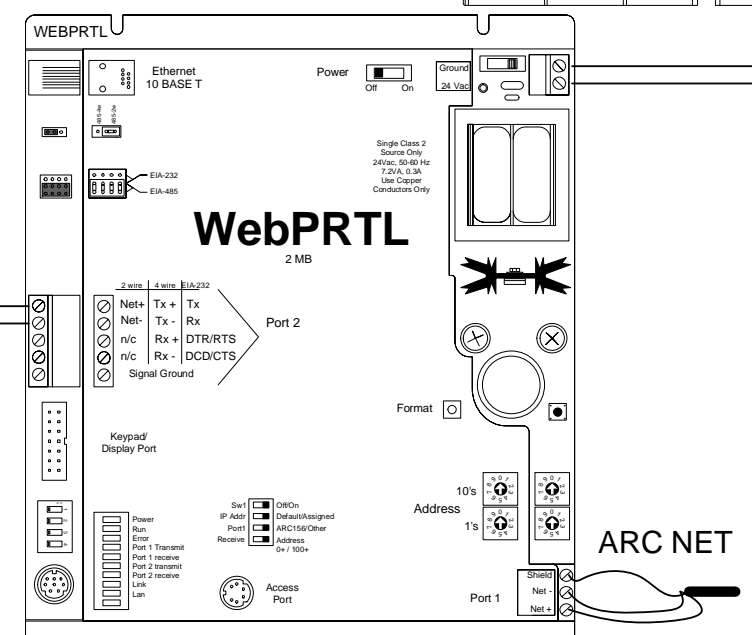 WEBPRTL
Ethernet
10 BASE T
Power
Off On
Ground
24 Vac
485-4w
485-2w
Single Class 2
Source Only
24Vac, 50-60 Hz
7.2VA, 0.3A
Use Copper
Conductors Only
EIA-232
EIA-485
WebPRTL
2 MB
2 wire 4 wire EIA-232
Net+ Tx + Tx
Net- Tx - Rx
n/c Rx + DTR/RTS
n/c Rx - DCD/CTS
Signal Ground
Port 2
Format
Keypad/
Display Port
10's
Address
1's
Sw1 Off/On
IP Addr Default/Assigned
Port1 ARC156/Other
Receive Address
0+ / 100+
Power
Run
Error
Port 1 Transmit
Port 1 receive
Port 2 transmit
Port 2 receive
Link
Lan
Access
Port
Port 1
Shield
Net -
Net +
ARC NET